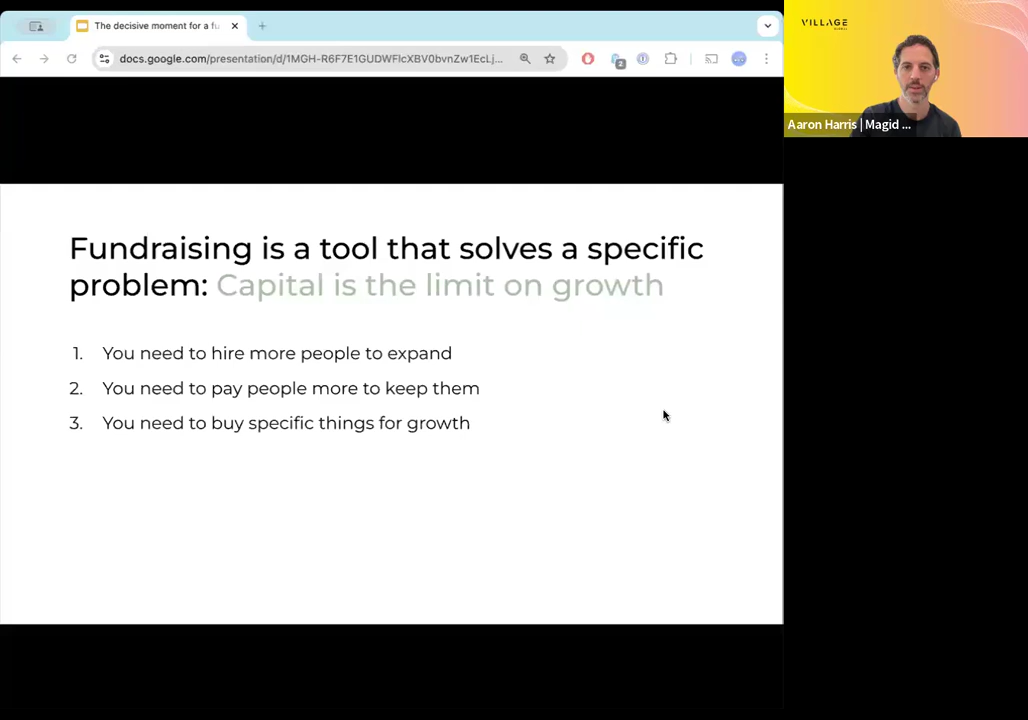 The decisive moment for a fu
docs.google.com/presentation/d/1MGH-R6F7E1GUDWFlcXBV0bvnZw1EcLj...
2
VILLAGE
GLOBAL
Aaron Harris | Magid ...
Fundraising is a tool that solves a specific
problem: Capital is the limit on growth
1. You need to hire more people to expand
2. You need to pay people more to keep them
3. You need to buy specific things for growth